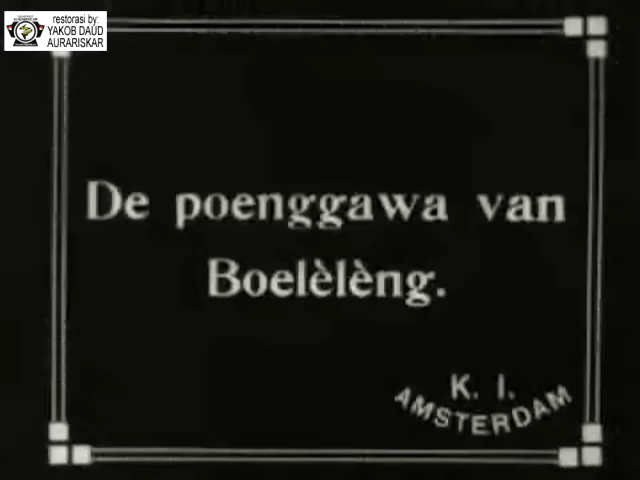 restorasi by:
YAKOB DAUD
AURARISKAR
De poenggawa van
Boelèlèng.
K. I.
AMSTERDAM